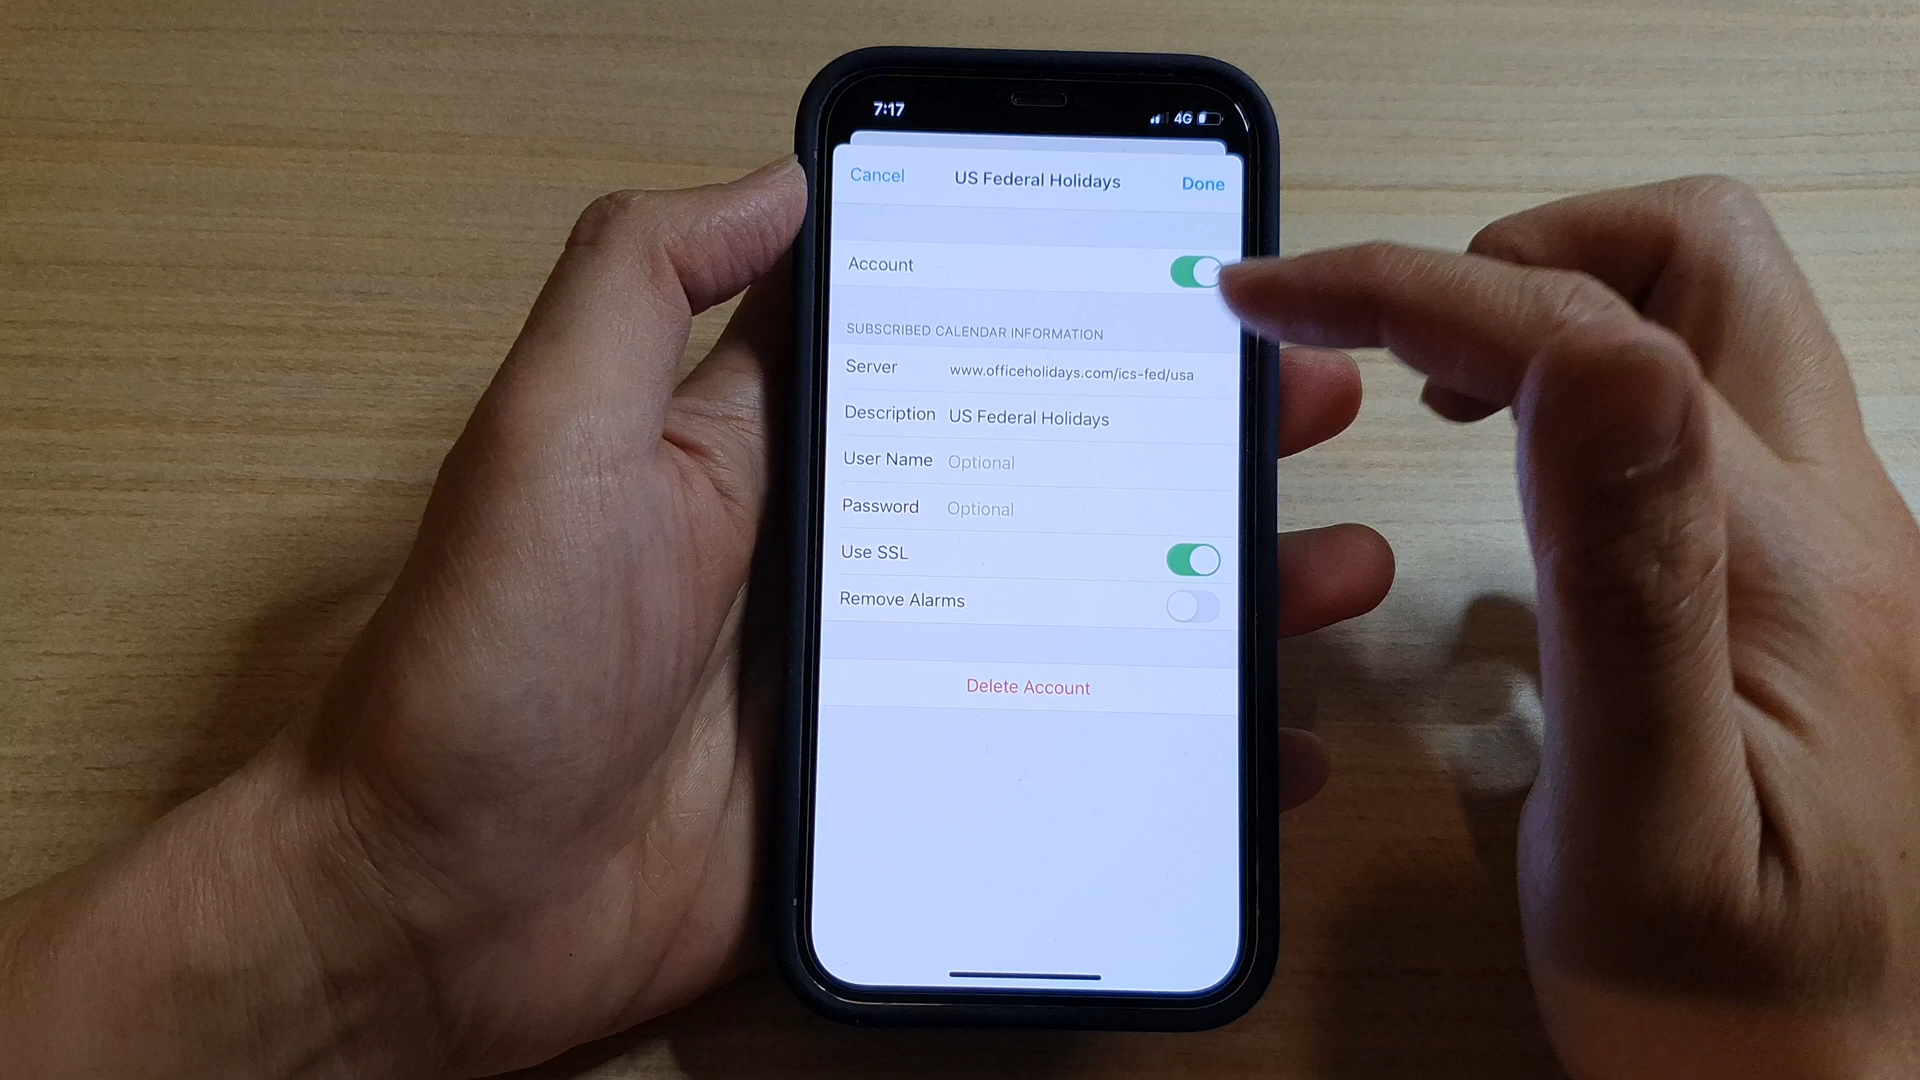 7:17
4G
Cancel US Federal Holidays Done
Account
SUBSCRIBED CALENDAR INFORMATION
Server www.officeholidays.com/ics-fed/usa
Description US Federal Holidays
User Name Optional
Password Optional
Use SSL
Remove Alarms
Delete Account